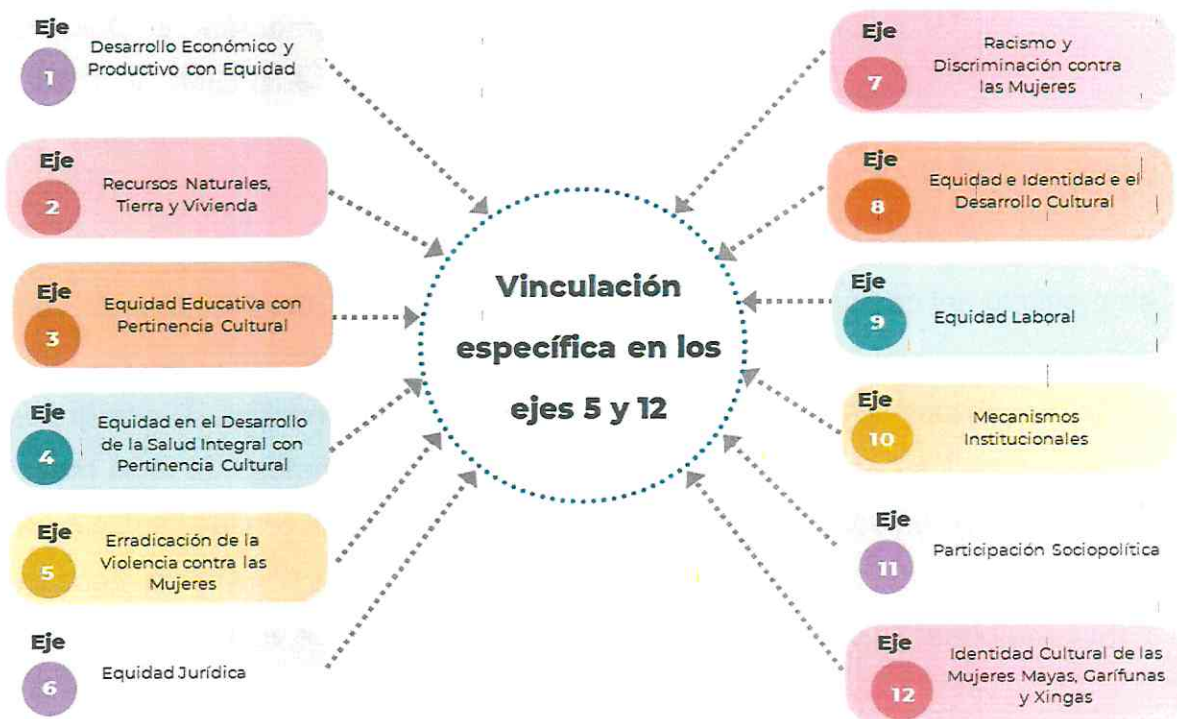 Eje
1
Desarrollo Económico y
Productivo con Equidad
Eje
2
Recursos Naturales,
Tierra y Vivienda
Eje
3
Equidad Educativa con
Pertinencia Cultural
Eje
4
Equidad en el Desarrollo
de la Salud Integral con
Pertinencia Cultural
Eje
5
Erradicación de la
Violencia contra las
Mujeres
Eje
6
Equidad Jurídica
Vinculación
específica en los
ejes 5 y 12
Eje
7
Racismo y
Discriminación contra
las Mujeres
Eje
8
Equidad e Identidad e el
Desarrollo Cultural
Eje
9
Equidad Laboral
Eje
10
Mecanismos
Institucionales
Eje
11
Participación Sociopolítica
Eje
12
Identidad Cultural de las
Mujeres Mayas, Garífunas
y Xingas